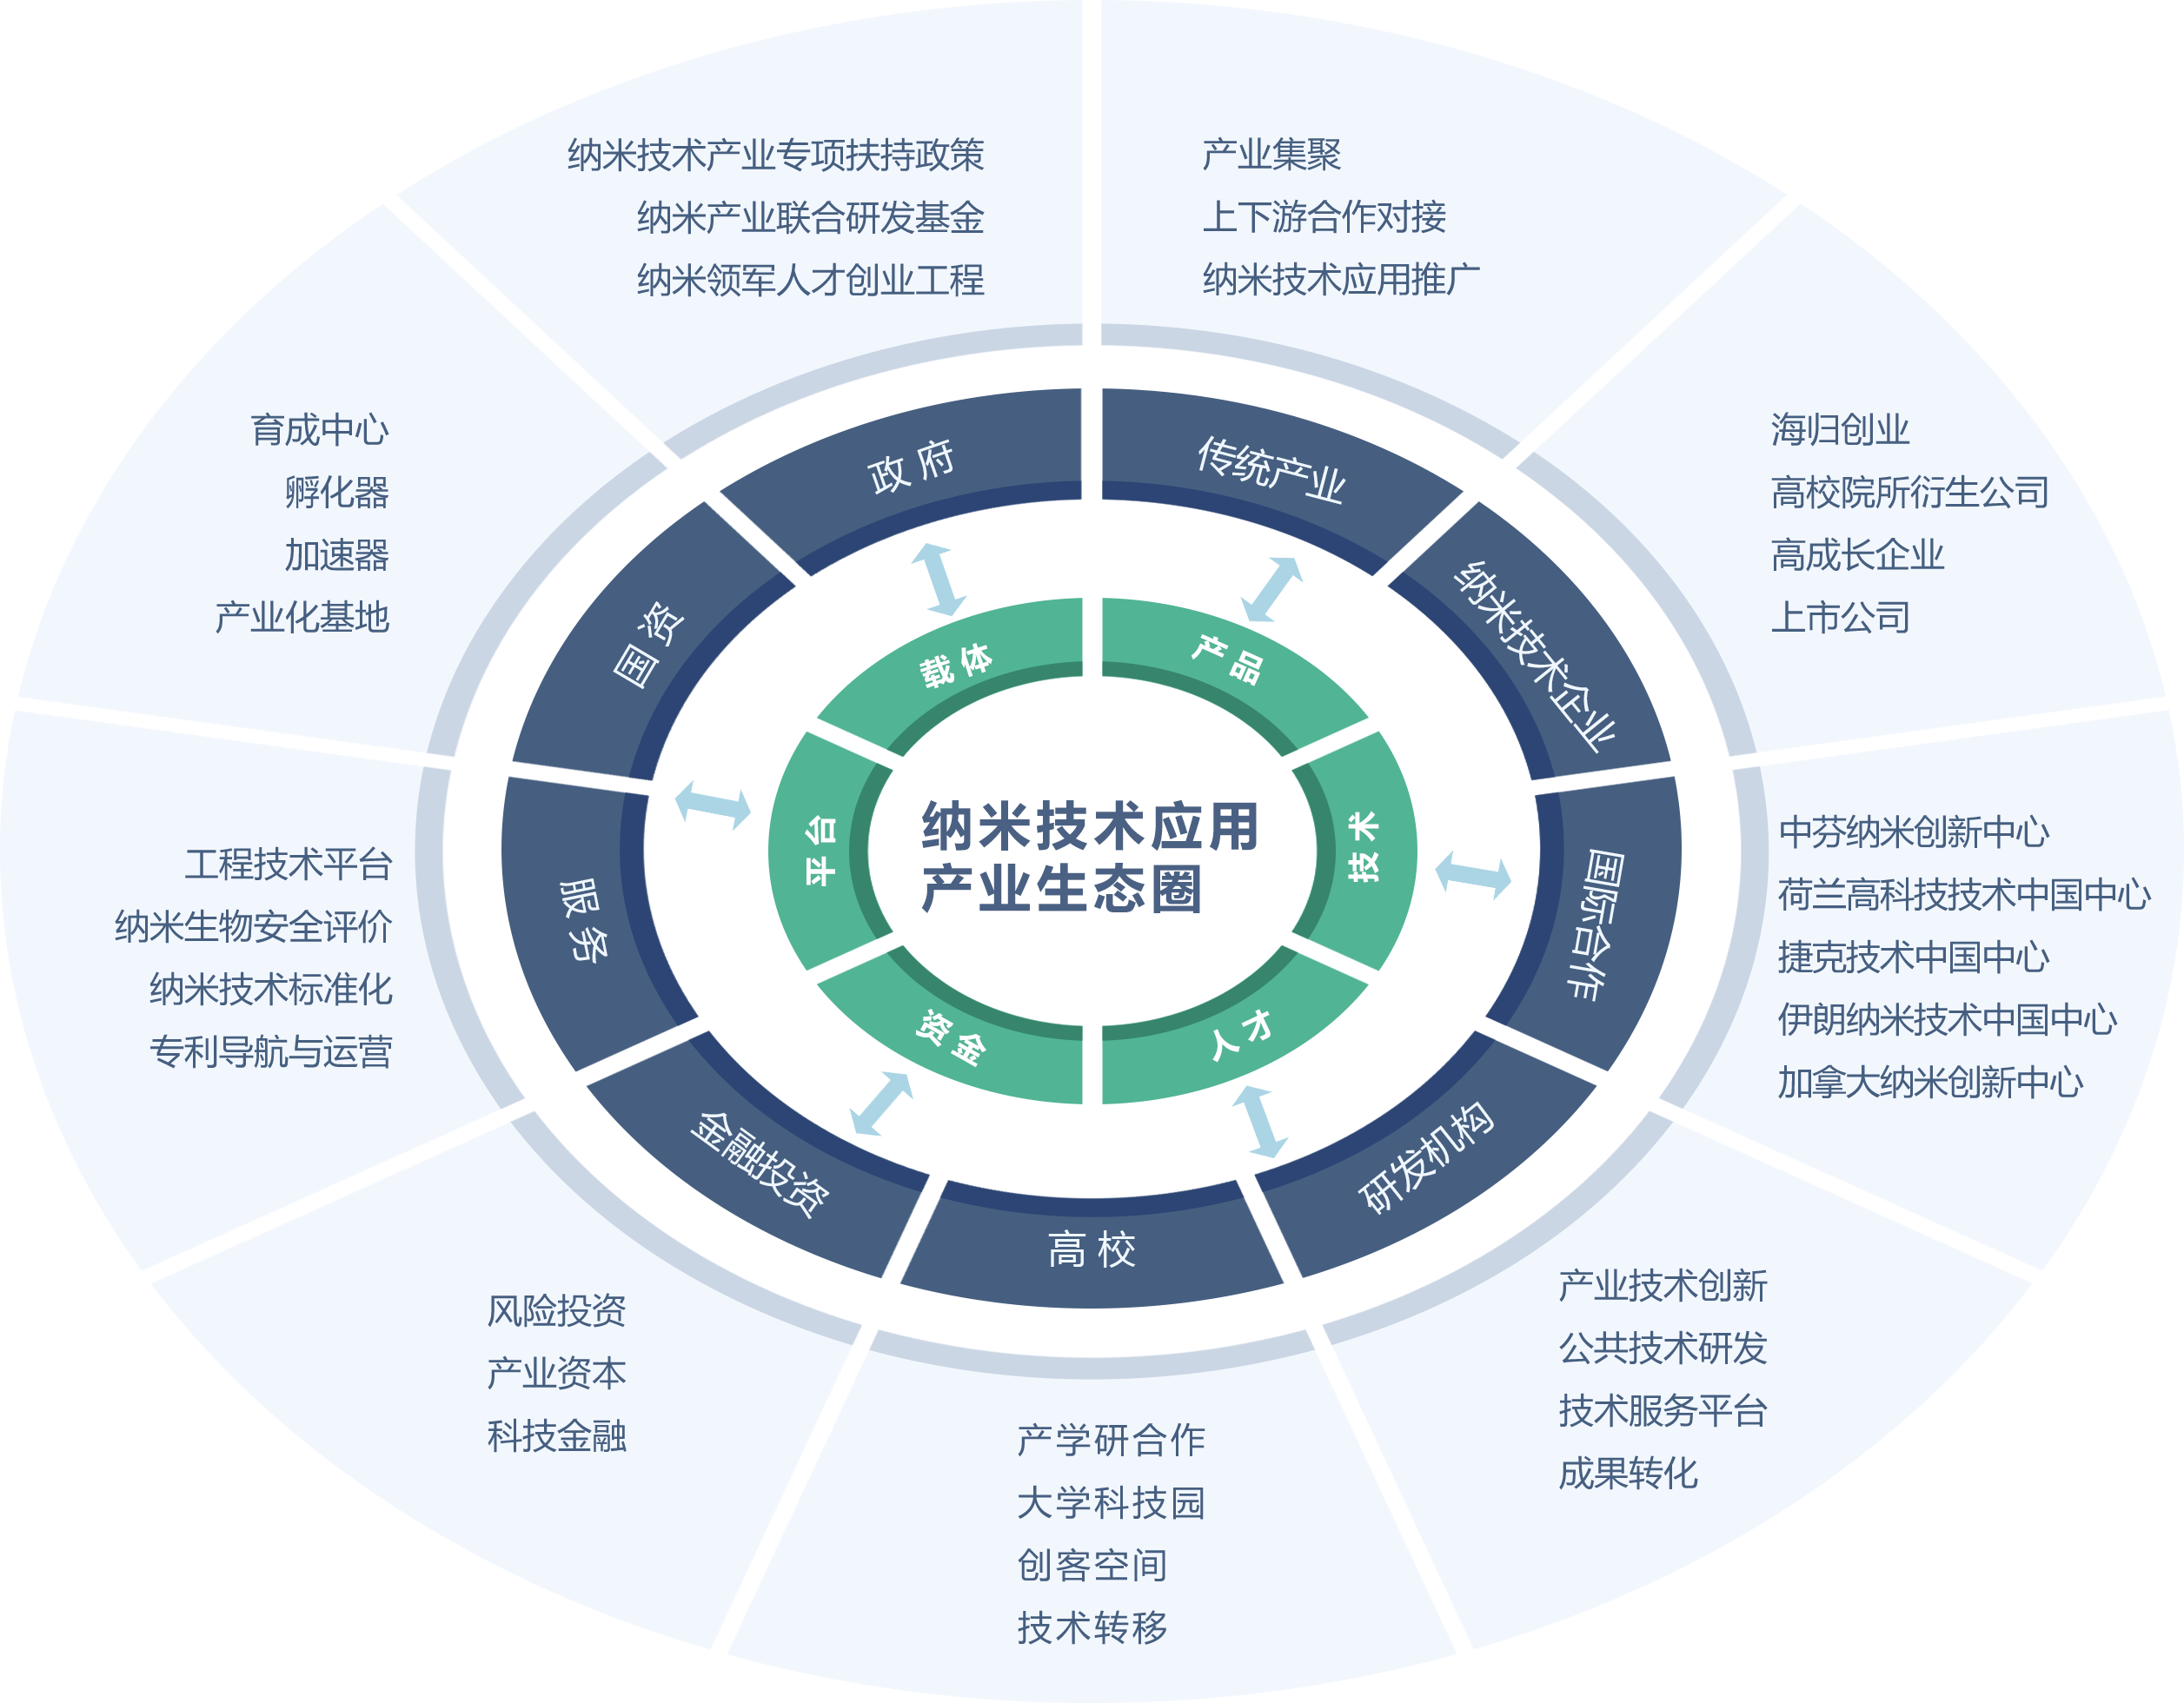 纳米技术产业专项扶持政策
纳米产业联合研发基金
纳米领军人才创业工程
产业集聚
上下游合作对接
纳米技术应用推广
育成中心
孵化器
加速器
产业化基地
海归创业
高校院所衍生公司
高成长企业
上市公司
政府
传统产业
国资
纳米技术企业
载体
产品
平台
技术
纳米技术应用
产业生态圈
服务
国际合作
工程技术平台
纳米生物安全评价
纳米技术标准化
专利导航与运营
中芬纳米创新中心
荷兰高科技技术中国中心
捷克技术中国中心
伊朗纳米技术中国中心
加拿大纳米创新中心
资金
人才
金融投资
高校
研发机构
风险投资
产业资本
科技金融
产学研合作
大学科技园
创客空间
技术转移
产业技术创新
公共技术研发
技术服务平台
成果转化